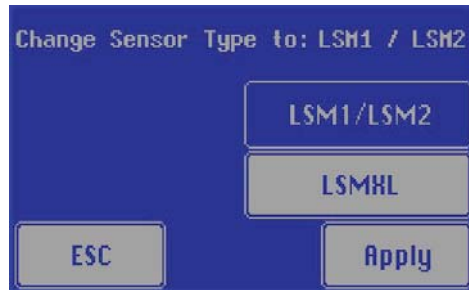 Change Sensor Type to: LSM1 / LSM2
LSM1/LSM2
LSMXL
ESC
Apply